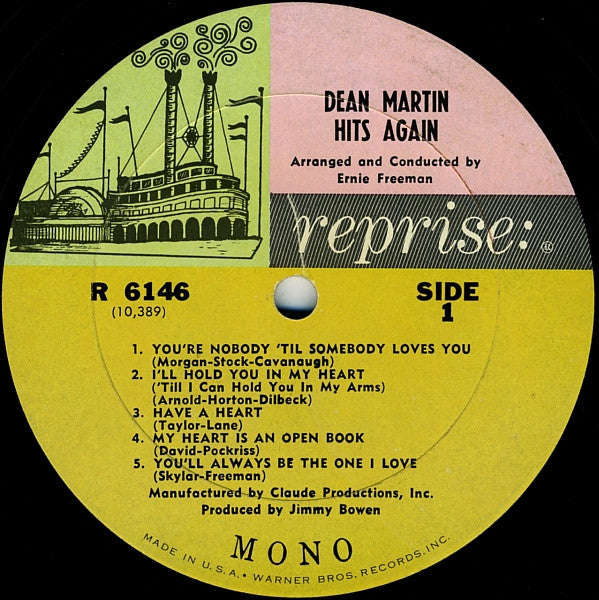 DEAN MARTIN
HITS AGAIN
Arranged and Conducted by
Ernie Freeman
reprise:®
R 6146
(10,389)
SIDE
1
1. YOU'RE NOBODY 'TIL SOMEBODY LOVES YOU
(Morgan-Stock-Cavanaugh)
2. I'LL HOLD YOU IN MY HEART
('Till I Can Hold You In My Arms)
(Arnold-Horton-Dilbeck)
3. HAVE A HEART
(Taylor-Lane)
4. MY HEART IS AN OPEN BOOK
(David-Pockriss)
5. YOU'LL ALWAYS BE THE ONE I LOVE
(Skylar-Freeman)
Manufactured by Claude Productions, Inc.
Produced by Jimmy Bowen
MONO
MADE IN U.S.A. • WARNER BROS. RECORDS, INC.